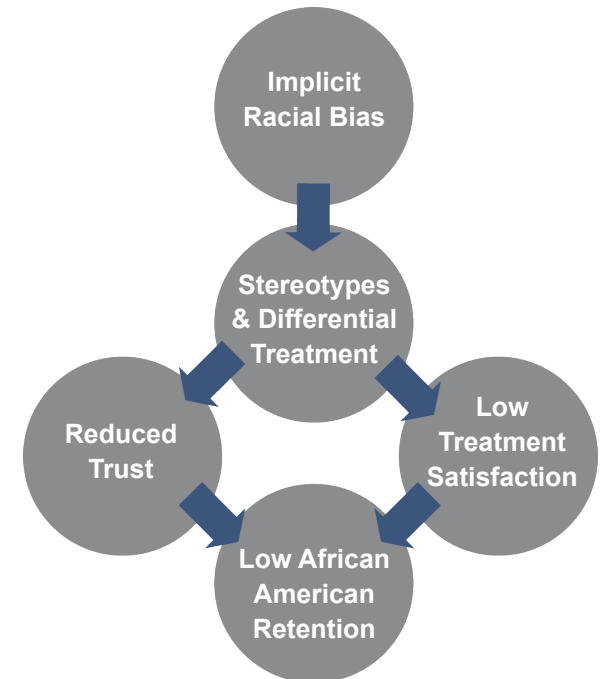 Implicit
Racial Bias
Stereotypes
& Differential
Treatment
Reduced
Trust
Low
Treatment
Satisfaction
Low African
American
Retention